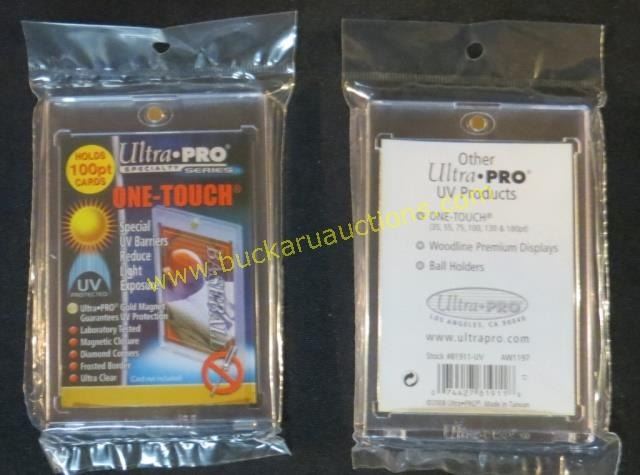 HOLDS
100pt
CARDS
Ultra•PRO®
SPECIALTY SERIES
ONE-TOUCH®
Special
UV Barriers
Reduce
Light
Exposure
UV
PROTECTED
Ultra•PRO® Gold Magnet
Guarantees UV Protection
Laboratory Tested
Magnetic Closure
Diamond Corners
Frosted Border
Ultra Clear
(Card not included)
Other
Ultra•PRO®
UV Products
ONE-TOUCH®
(35, 55, 75, 100, 130 & 180pt)
Woodline Premium Displays
Ball Holders
Ultra•PRO®
LOS ANGELES, CA 90040
www.ultrapro.com
Stock #81911-UV AW1197
0 74427 81911 9
©2008 Ultra•PRO® Made in Taiwan
www.buckaruauctions.com